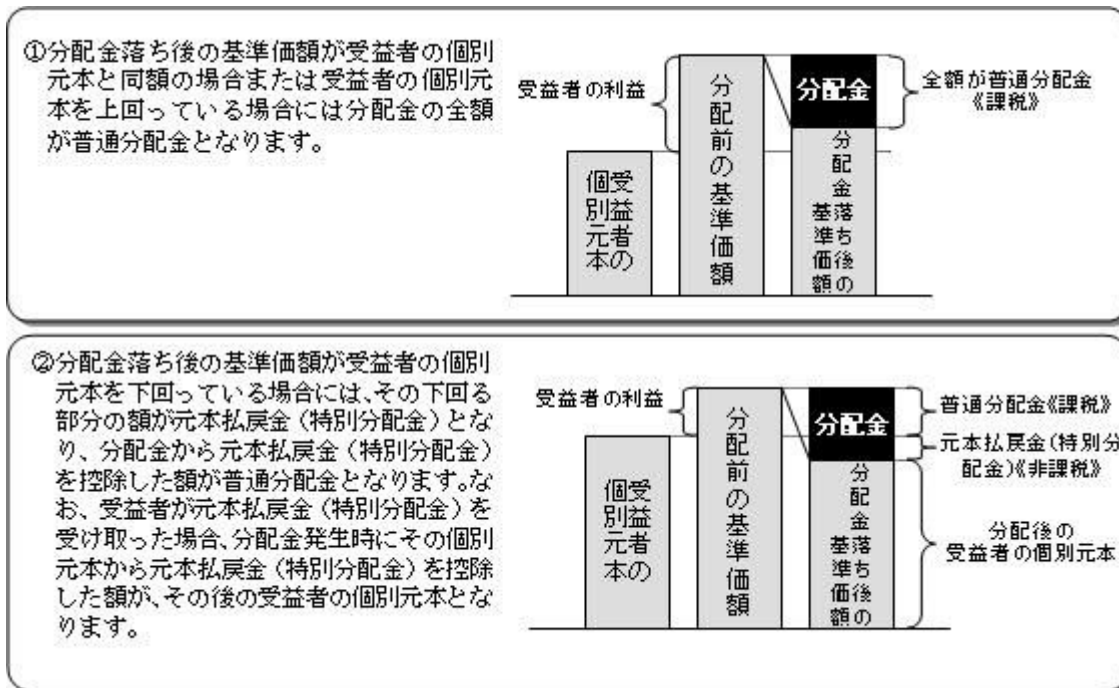 ①分配金落ち後の基準価額が受益者の個別
元本と同額の場合または受益者の個別元
本を上回っている場合には分配金の全額
が普通分配金となります。
受益者の利益
受益者の
個別元本
分配前の基準価額
分配金
分配金落ち後の
基準価額
全額が普通分配金
《課税》
②分配金落ち後の基準価額が受益者の個別
元本を下回っている場合には、その下回る
部分の額が元本払戻金（特別分配金）とな
り、分配金から元本払戻金（特別分配金）
を控除した額が普通分配金となります。な
お、受益者が元本払戻金（特別分配金）を
受け取った場合、分配金発生時にその個別
元本から元本払戻金（特別分配金）を控除
した額が、その後の受益者の個別元本とな
ります。
受益者の利益
受益者の
個別元本
分配前の基準価額
分配金
分配金落ち後の
基準価額
普通分配金《課税》
元本払戻金（特別分
配金）《非課税》
分配後の
受益者の個別元本